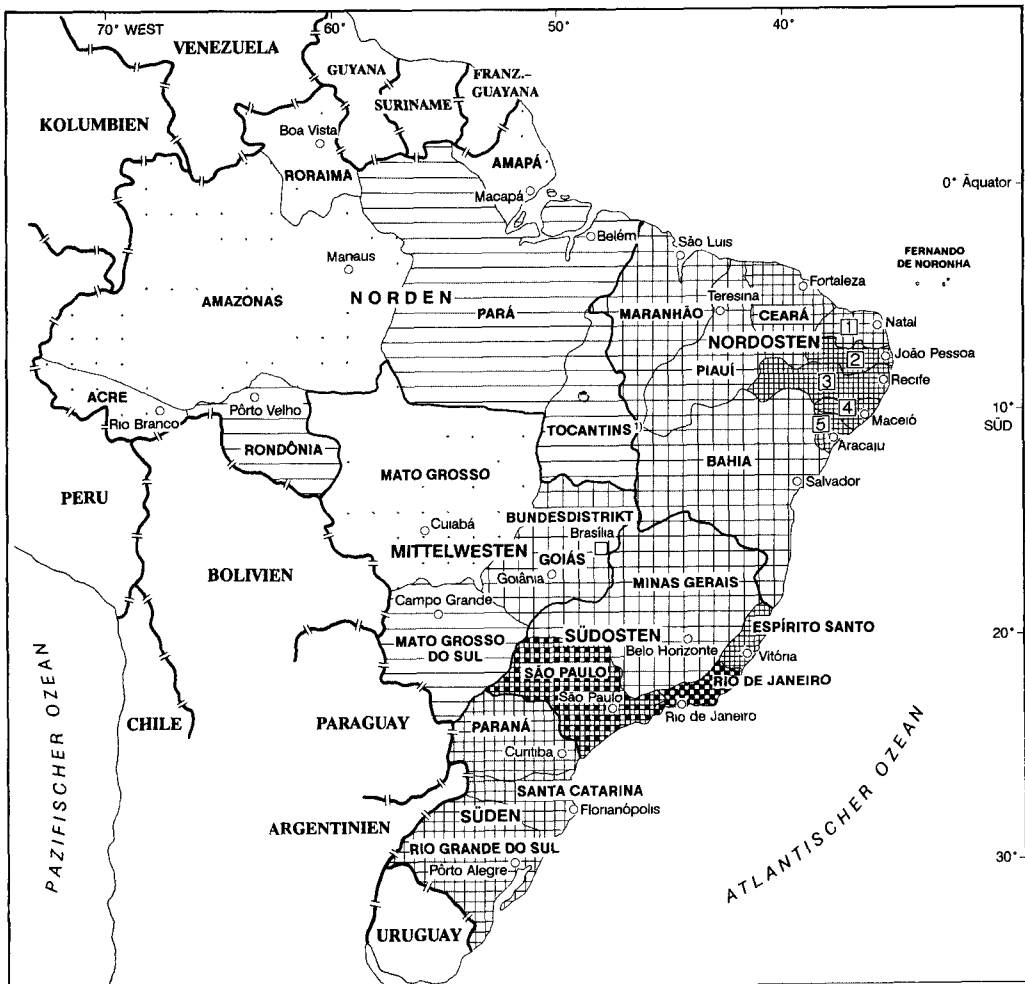 70° WEST
60°
50°
40°
VENEZUELA
GUYANA
FRANZ.-
GUAYANA
SURINAME
KOLUMBIEN
Boa Vista
RORAIMA
AMAPÁ
Macapá
0° Äquator
Belém
São Luis
FERNANDO
DE NORONHA
Manaus
Fortaleza
AMAZONAS
NORDEN
PARÁ
Teresina
MARANHÃO
CEARÁ
1
Natal
NORDOSTEN
João Pessoa
2
PIAUÍ
3
Recife
ACRE
Pôrto Velho
Rio Branco
4
10°
SÜD
Maceió
TOCANTINS
1)
5
Aracaju
RONDÔNIA
BAHIA
MATO GROSSO
Salvador
PERU
BUNDESDISTRIKT
Cuiabá
Brasília
MITTELWESTEN
GOIÁS
BOLIVIEN
Goiânia
MINAS GERAIS
Campo Grande
ESPÍRITO SANTO
20°
MATO GROSSO
DO SUL
SÜDOSTEN
Belo Horizonte
Vitória
SÃO PAULO
RIO DE JANEIRO
São Paulo
Rio de Janeiro
CHILE
PARAGUAY
PARANÁ
Curitiba
SANTA CATARINA
Florianópolis
SÜDEN
ARGENTINIEN
RIO GRANDE DO SUL
Pôrto Alegre
30°
URUGUAY
PAZIFISCHER OZEAN
ATLANTISCHER OZEAN